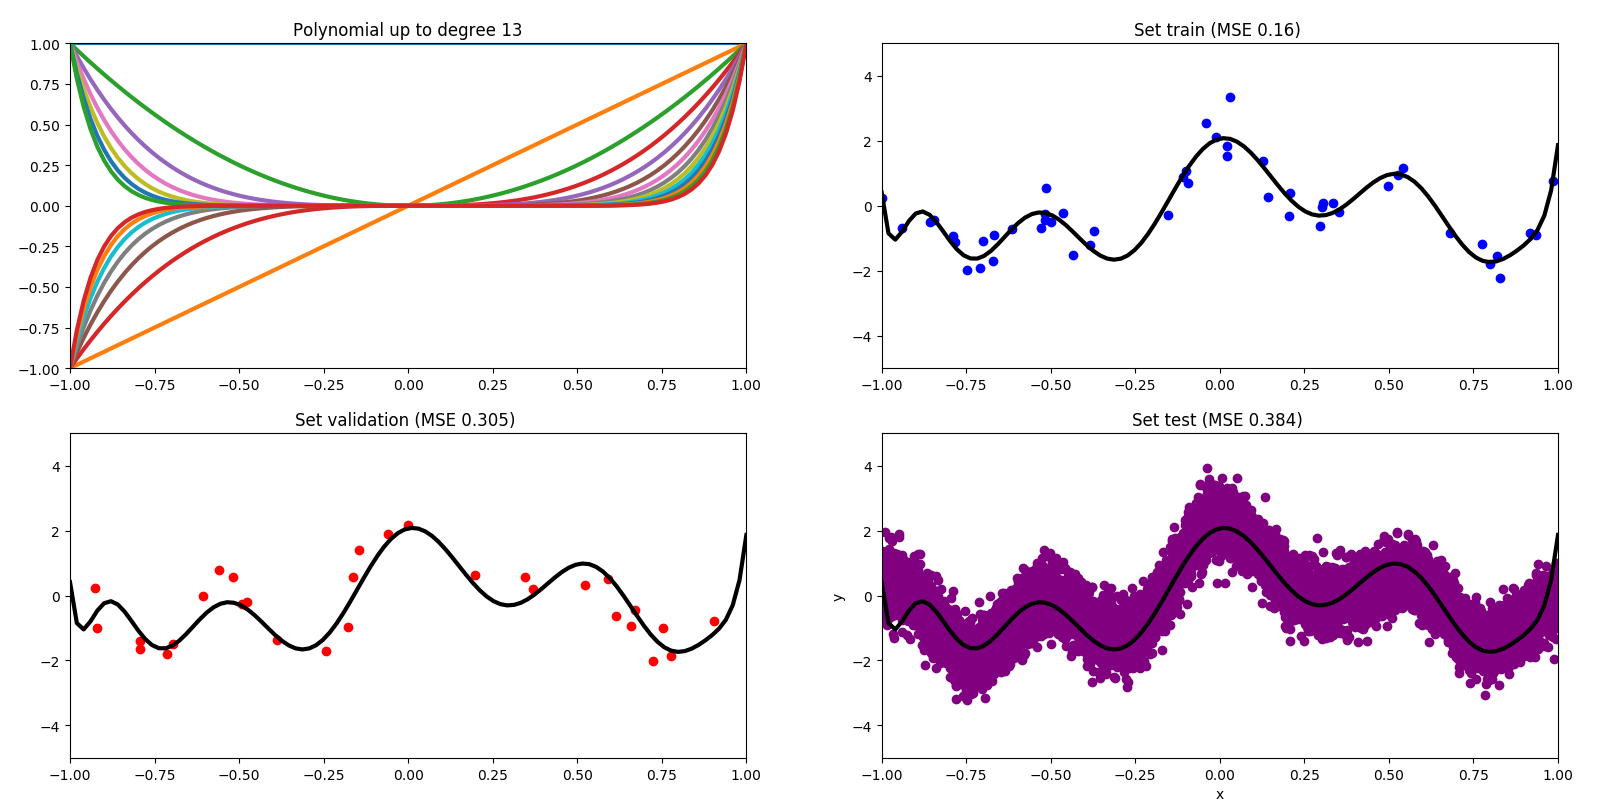 Polynomial up to degree 13
1.00
0.75
0.50
0.25
0.00
−0.25
−0.50
−0.75
−1.00
−1.00 −0.75 −0.50 −0.25 0.00 0.25 0.50 0.75 1.00
Set train (MSE 0.16)
4
2
0
−2
−4
−1.00 −0.75 −0.50 −0.25 0.00 0.25 0.50 0.75 1.00
Set validation (MSE 0.305)
4
2
0
−2
−4
−1.00 −0.75 −0.50 −0.25 0.00 0.25 0.50 0.75 1.00
Set test (MSE 0.384)
y
4
2
0
−2
−4
−1.00 −0.75 −0.50 −0.25 0.00 0.25 0.50 0.75 1.00
x